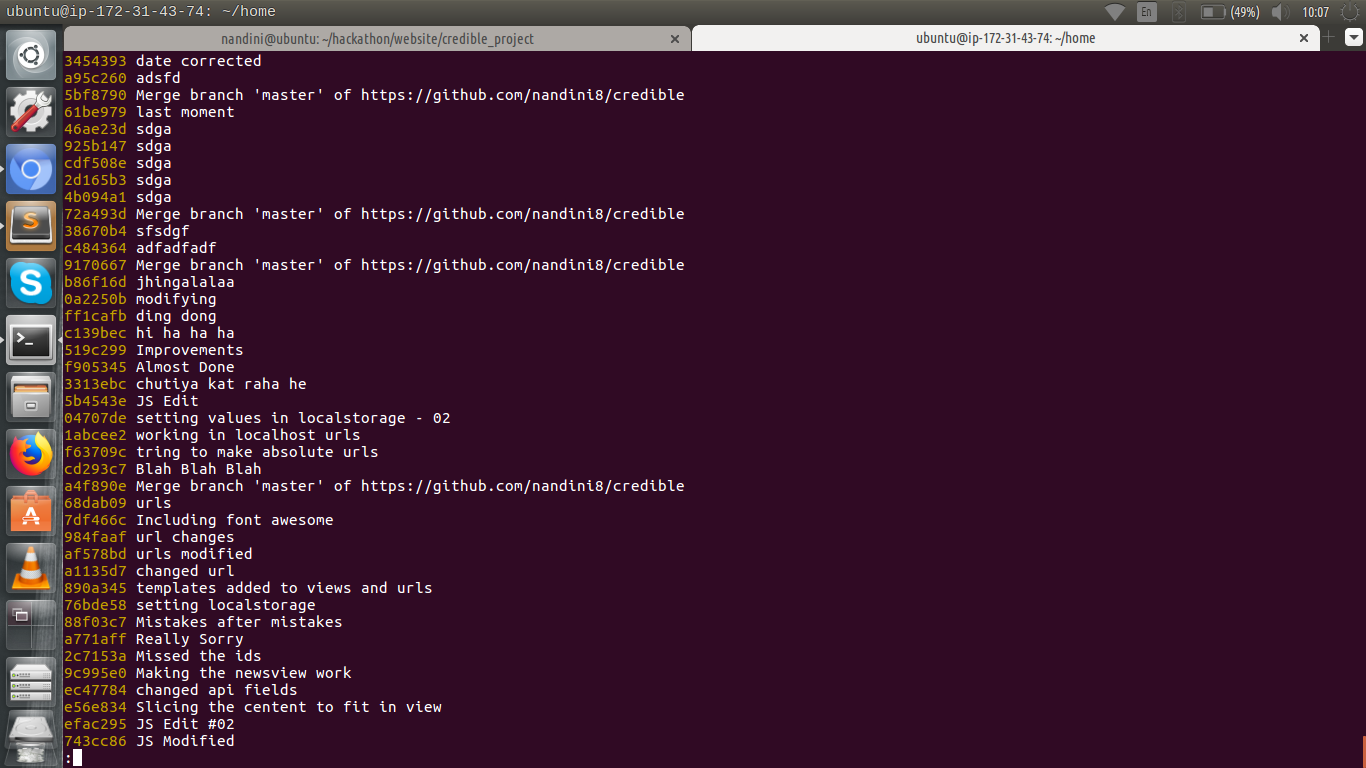 ubuntu@ip-172-31-43-74: ~/home
En
(49%)
10:07
nandini@ubuntu: ~/hackathon/website/credible_project
ubuntu@ip-172-31-43-74: ~/home
3454393 date corrected
a95c260 adsfd
5bf8790 Merge branch 'master' of https://github.com/nandini8/credible
61be979 last moment
46ae23d sdga
925b147 sdga
cdf508e sdga
2d165b3 sdga
4b094a1 sdga
72a493d Merge branch 'master' of https://github.com/nandini8/credible
38670b4 sfsdgf
c484364 adfadfadf
9170667 Merge branch 'master' of https://github.com/nandini8/credible
b86f16d jhingalalaa
0a2250b modifying
ff1cafb ding dong
c139bec hi ha ha ha
519c299 Improvements
f905345 Almost Done
3313ebc chutiya kat raha he
5b4543e JS Edit
04707de setting values in localstorage - 02
1abcee2 working in localhost urls
f63709c tring to make absolute urls
cd293c7 Blah Blah Blah
a4f890e Merge branch 'master' of https://github.com/nandini8/credible
68dab09 urls
7df466c Including font awesome
984faaf url changes
af578bd urls modified
a1135d7 changed url
890a345 templates added to views and urls
76bde58 setting localstorage
88f03c7 Mistakes after mistakes
a771aff Really Sorry
2c7153a Missed the ids
9c995e0 Making the newsview work
ec47784 changed api fields
e56e834 Slicing the centent to fit in view
efac295 JS Edit #02
743cc86 JS Modified
: